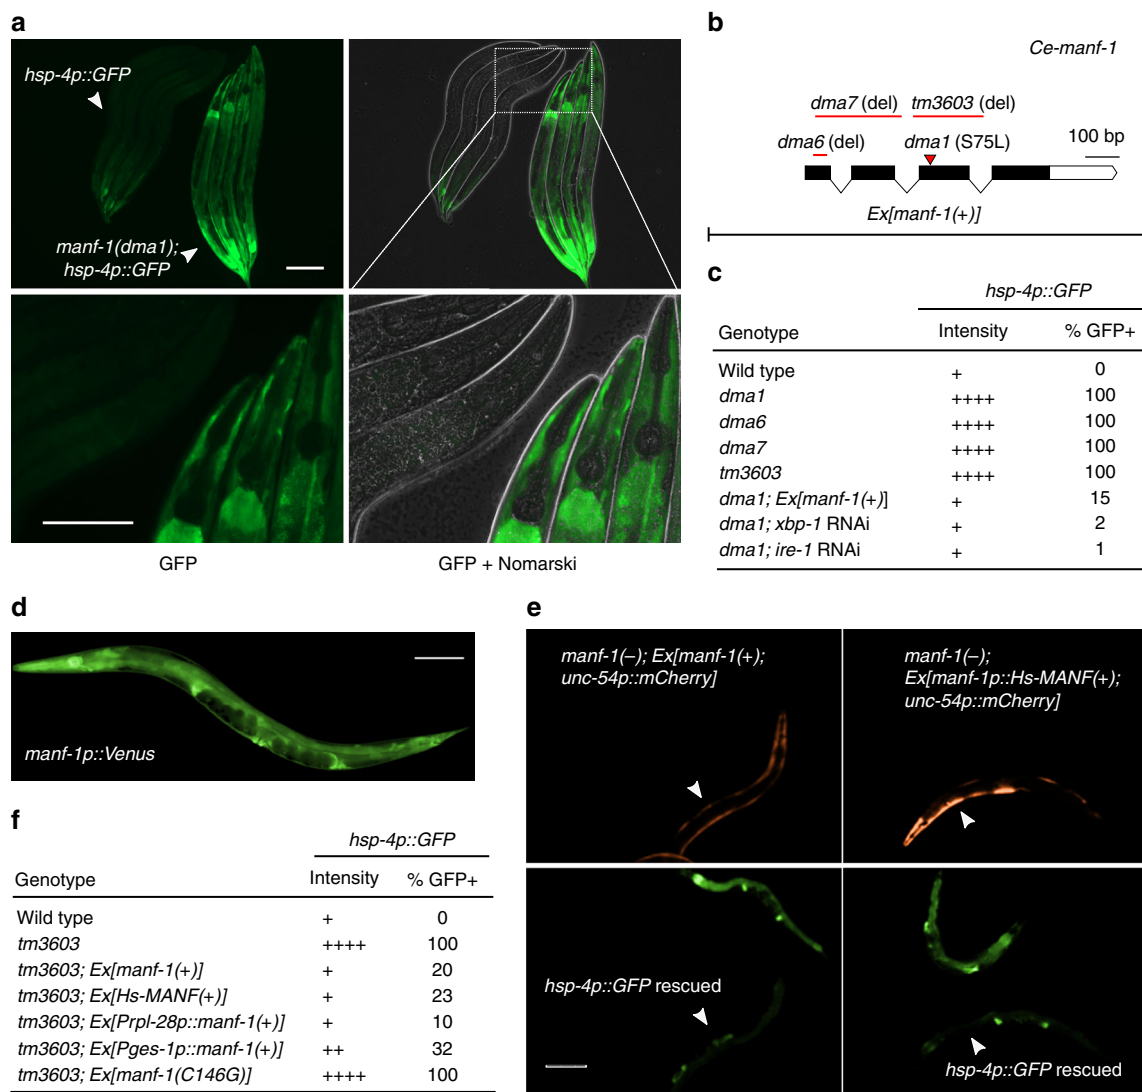 a
hsp-4p::GFP
manf-1(dma1);
hsp-4p::GFP
GFP
GFP + Nomarski
b
Ce-manf-1
dma7 (del)
tm3603 (del)
dma6 (del)
dma1 (S75L)
100 bp
Ex[manf-1(+)]
c
hsp-4p::GFP
Genotype Intensity % GFP+
Wild type + 0
dma1 ++++ 100
dma6 ++++ 100
dma7 ++++ 100
tm3603 ++++ 100
dma1; Ex[manf-1(+)] + 15
dma1; xbp-1 RNAi + 2
dma1; ire-1 RNAi + 1
d
manf-1p::Venus
e
manf-1(–); Ex[manf-1(+);
unc-54p::mCherry]
manf-1(–);
Ex[manf-1p::Hs-MANF(+);
unc-54p::mCherry]
hsp-4p::GFP rescued
hsp-4p::GFP rescued
f
hsp-4p::GFP
Genotype Intensity % GFP+
Wild type + 0
tm3603 ++++ 100
tm3603; Ex[manf-1(+)] + 20
tm3603; Ex[Hs-MANF(+)] + 23
tm3603; Ex[Prpl-28p::manf-1(+)] + 10
tm3603; Ex[Pges-1p::manf-1(+)] ++ 32
tm3603; Ex[manf-1(C146G)] ++++ 100